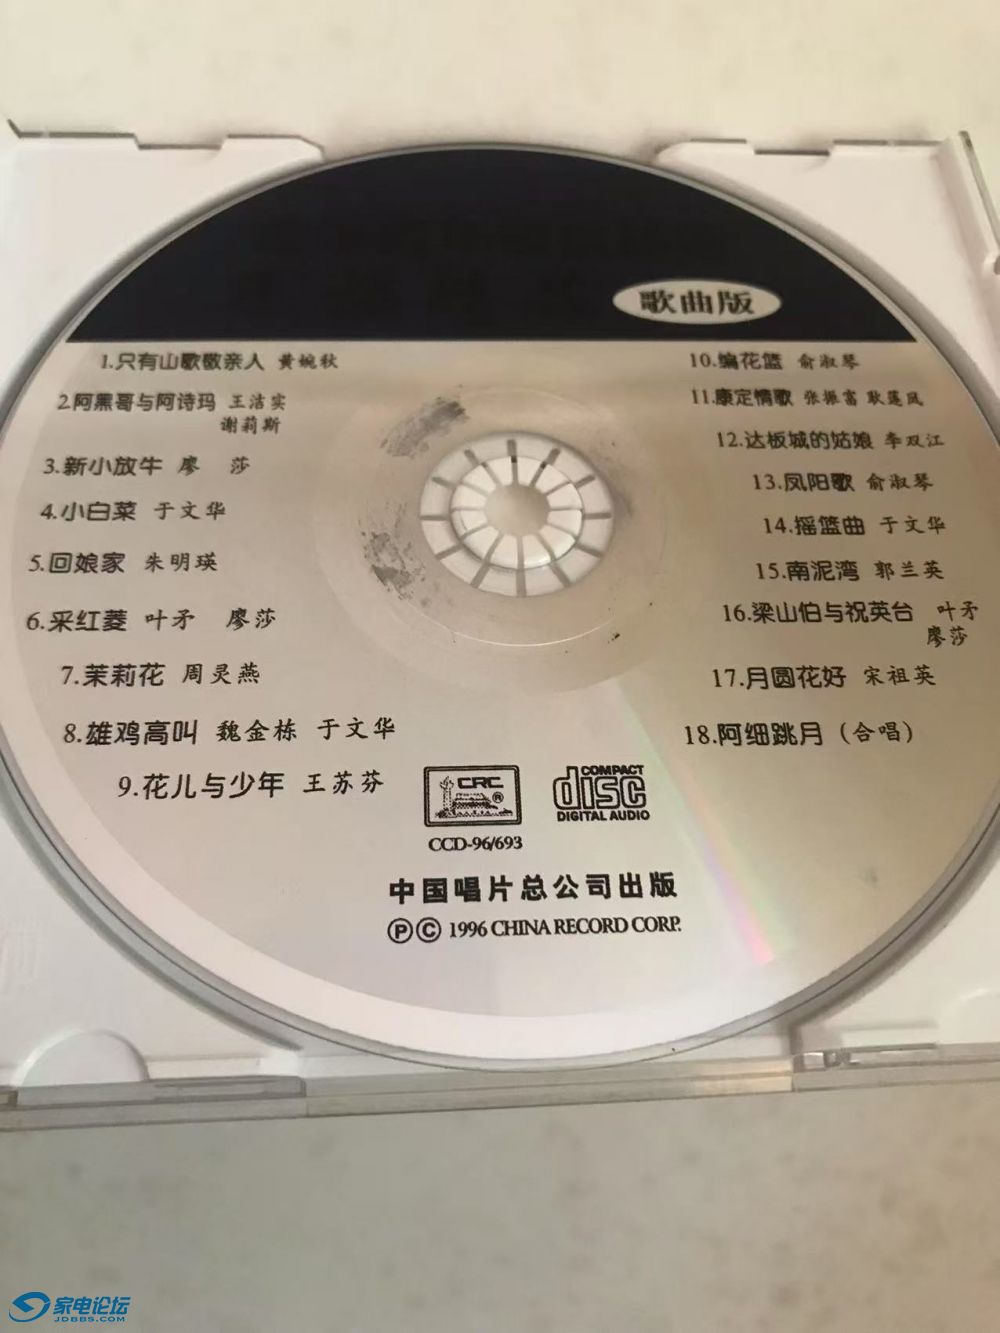 歌曲版
1.只有山歌敬亲人 黄婉秋
2.阿黑哥与阿诗玛 王洁实
谢莉斯
3.新小放牛 廖 莎
4.小白菜 于文华
5.回娘家 朱明瑛
6.采红菱 叶矛 廖莎
7.茉莉花 周灵燕
8.雄鸡高叫 魏金栋 于文华
9.花儿与少年 王苏芬
10.编花篮 俞淑琴
11.康定情歌 张振富 耿莲凤
12.达板城的姑娘 李双江
13.凤阳歌 俞淑琴
14.摇篮曲 于文华
15.南泥湾 郭兰英
16.梁山伯与祝英台 叶矛
廖莎
17.月圆花好 宋祖英
18.阿细跳月（合唱）
CRC
®
COMPACT
disc
DIGITAL AUDIO
CCD-96/693
中国唱片总公司出版
Ⓟ Ⓒ 1996 CHINA RECORD CORP.
家电论坛
JDBBS.COM